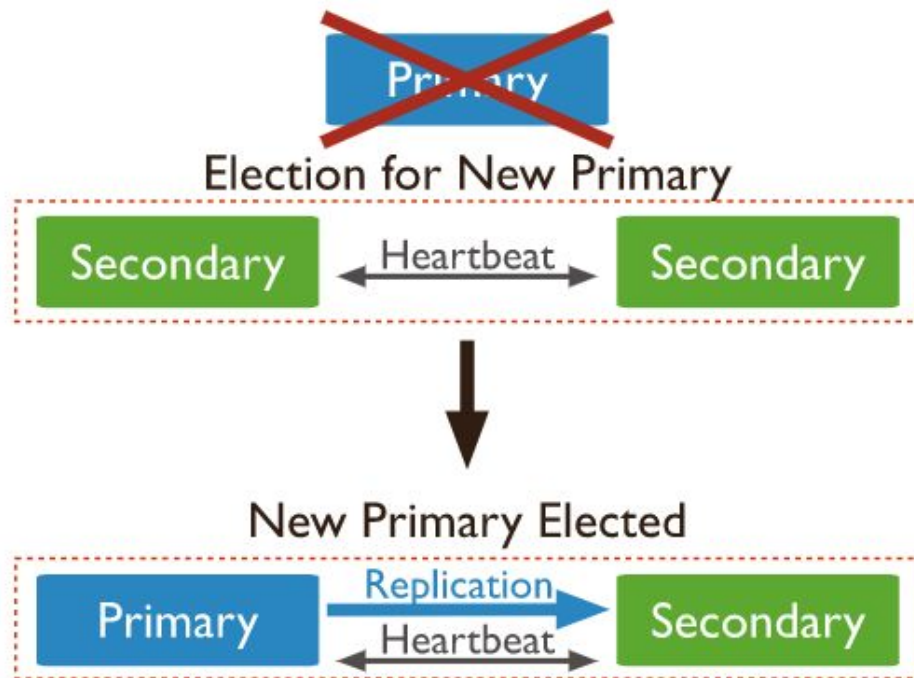 Primary
Election for New Primary
Secondary Heartbeat Secondary
New Primary Elected
Primary Replication Secondary
Heartbeat